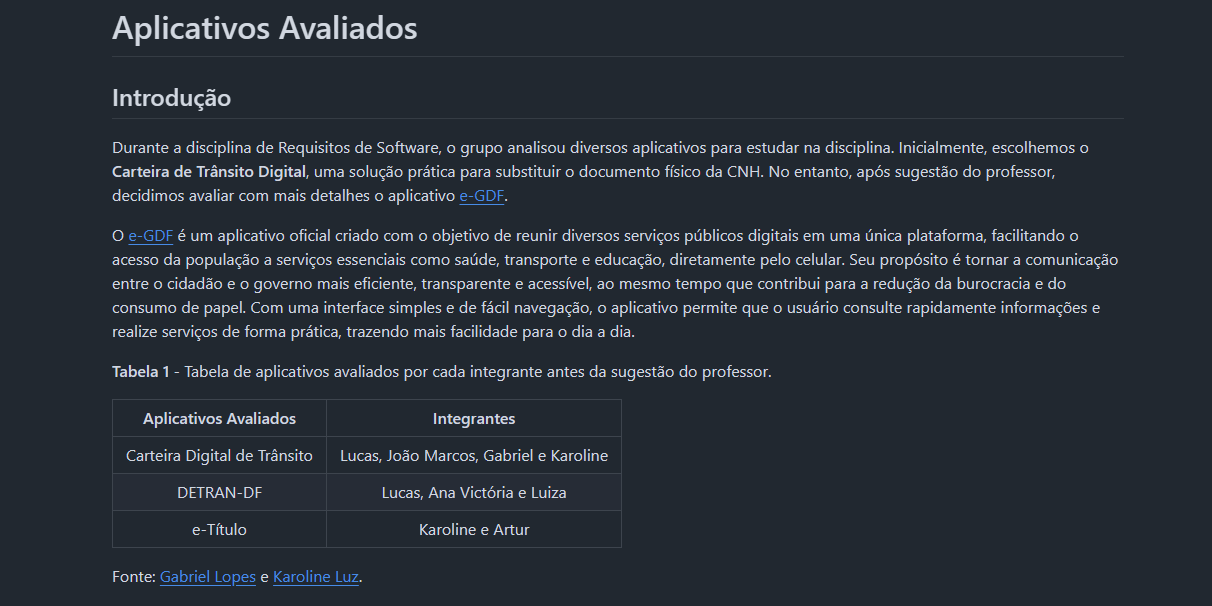 Aplicativos Avaliados
Introdução
Durante a disciplina de Requisitos de Software, o grupo analisou diversos aplicativos para estudar na disciplina. Inicialmente, escolhemos o
Carteira de Trânsito Digital, uma solução prática para substituir o documento físico da CNH. No entanto, após sugestão do professor,
decidimos avaliar com mais detalhes o aplicativo e-GDF.
O e-GDF é um aplicativo oficial criado com o objetivo de reunir diversos serviços públicos digitais em uma única plataforma, facilitando o
acesso da população a serviços essenciais como saúde, transporte e educação, diretamente pelo celular. Seu propósito é tornar a comunicação
entre o cidadão e o governo mais eficiente, transparente e acessível, ao mesmo tempo que contribui para a redução da burocracia e do
consumo de papel. Com uma interface simples e de fácil navegação, o aplicativo permite que o usuário consulte rapidamente informações e
realize serviços de forma prática, trazendo mais facilidade para o dia a dia.
Tabela 1 - Tabela de aplicativos avaliados por cada integrante antes da sugestão do professor.
Aplicativos Avaliados Integrantes
Carteira Digital de Trânsito Lucas, João Marcos, Gabriel e Karoline
DETRAN-DF Lucas, Ana Victória e Luiza
e-Título Karoline e Artur
Fonte: Gabriel Lopes e Karoline Luz.